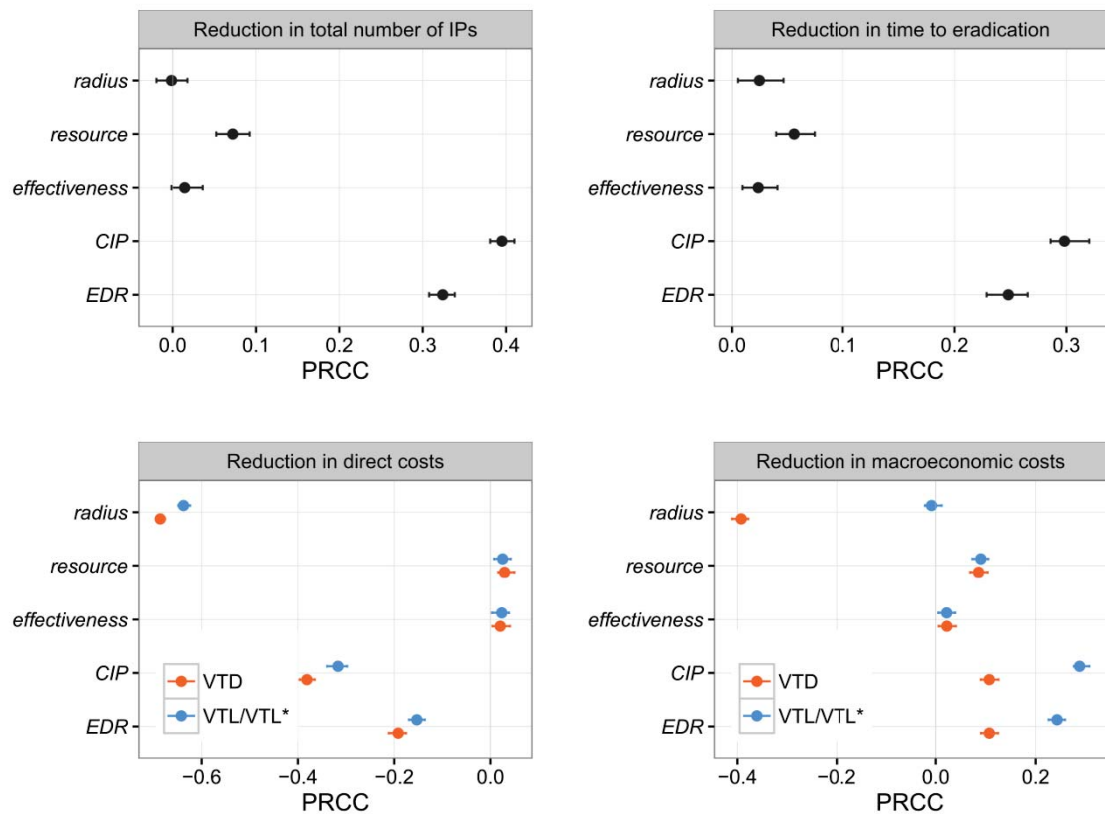 Reduction in total number of IPs
radius
resource
effectiveness
CIP
EDR
0.0 0.1 0.2 0.3 0.4
PRCC
Reduction in time to eradication
radius
resource
effectiveness
CIP
EDR
0.0 0.1 0.2 0.3
PRCC
Reduction in direct costs
radius
resource
effectiveness
CIP
EDR
VTD
VTL/VTL*
−0.6 −0.4 −0.2 0.0
PRCC
Reduction in macroeconomic costs
radius
resource
effectiveness
CIP
EDR
VTD
VTL/VTL*
−0.4 −0.2 0.0 0.2
PRCC